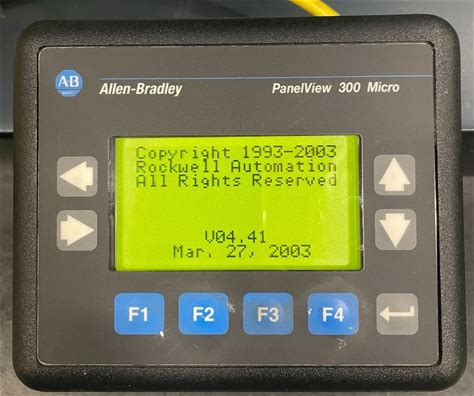 AB
Allen-Bradley
PanelView 300 Micro
Copyright 1993-2003
Rockwell Automation
All Rights Reserved
V04.41
Mar. 27, 2003
F1
F2
F3
F4